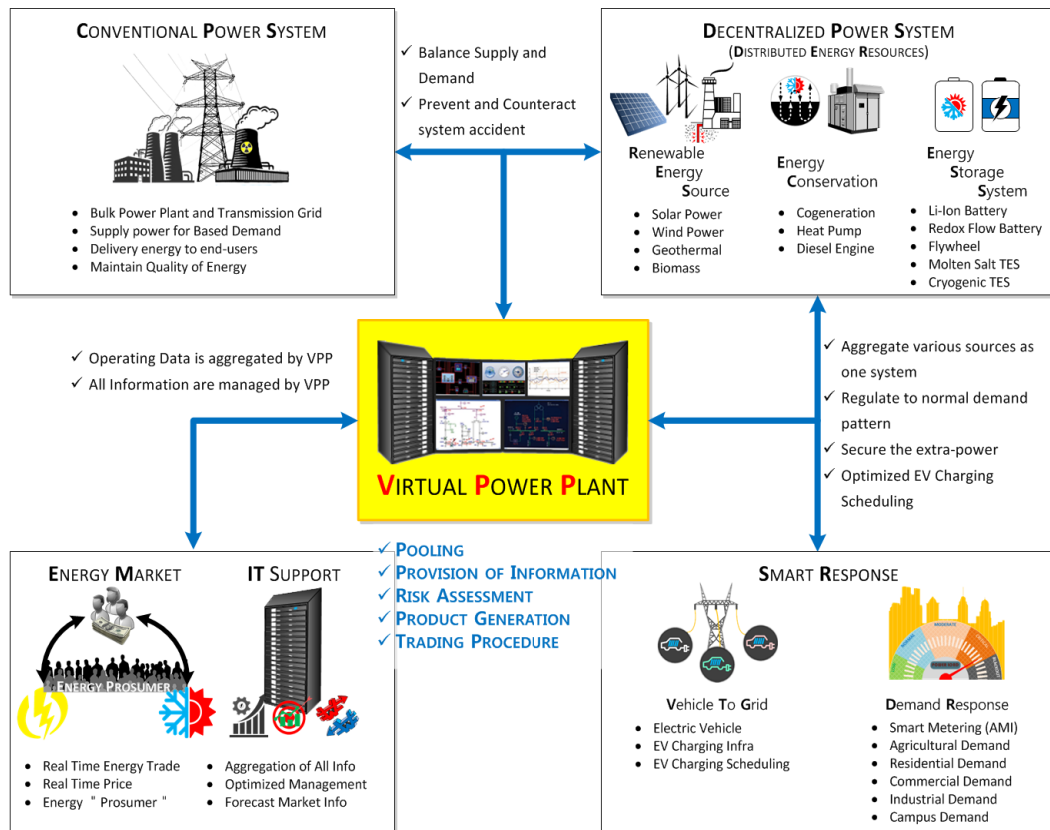 CONVENTIONAL POWER SYSTEM
• Bulk Power Plant and Transmission Grid
• Supply power for Based Demand
• Delivery energy to end-users
• Maintain Quality of Energy
✓ Balance Supply and
Demand
✓ Prevent and Counteract
system accident
DECENTRALIZED POWER SYSTEM
(DISTRIBUTED ENERGY RESOURCES)
Renewable
Energy
Source
• Solar Power
• Wind Power
• Geothermal
• Biomass
Energy
Conservation
• Cogeneration
• Heat Pump
• Diesel Engine
Energy
Storage
System
• Li-Ion Battery
• Redox Flow Battery
• Flywheel
• Molten Salt TES
• Cryogenic TES
✓ Operating Data is aggregated by VPP
✓ All Information are managed by VPP
VIRTUAL POWER PLANT
✓ Aggregate various sources as
one system
✓ Regulate to normal demand
pattern
✓ Secure the extra-power
✓ Optimized EV Charging
Scheduling
✓ POOLING
✓ PROVISION OF INFORMATION
✓ RISK ASSESSMENT
✓ PRODUCT GENERATION
✓ TRADING PROCEDURE
ENERGY MARKET
ENERGY PROSUMER
• Real Time Energy Trade
• Real Time Price
• Energy " Prosumer "
IT SUPPORT
• Aggregation of All Info
• Optimized Management
• Forecast Market Info
SMART RESPONSE
Vehicle To Grid
• Electric Vehicle
• EV Charging Infra
• EV Charging Scheduling
MODERATE
Demand Response
• Smart Metering (AMI)
• Agricultural Demand
• Residential Demand
• Commercial Demand
• Industrial Demand
• Campus Demand